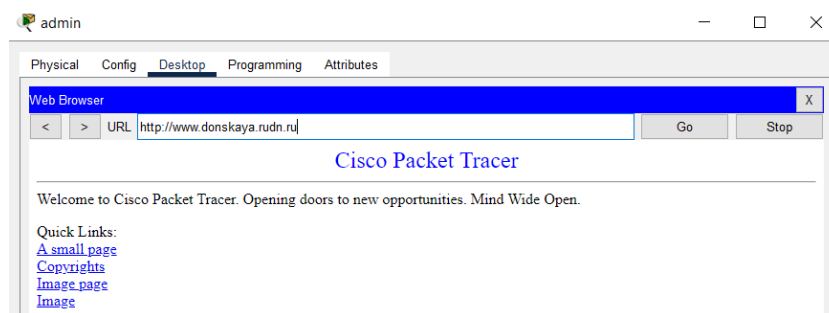 admin
Physical Config Desktop Programming Attributes
Web Browser X
< > URL http://www.donskaya.rudn.ru Go Stop
Cisco Packet Tracer
Welcome to Cisco Packet Tracer. Opening doors to new opportunities. Mind Wide Open.
Quick Links:
A small page
Copyrights
Image page
Image